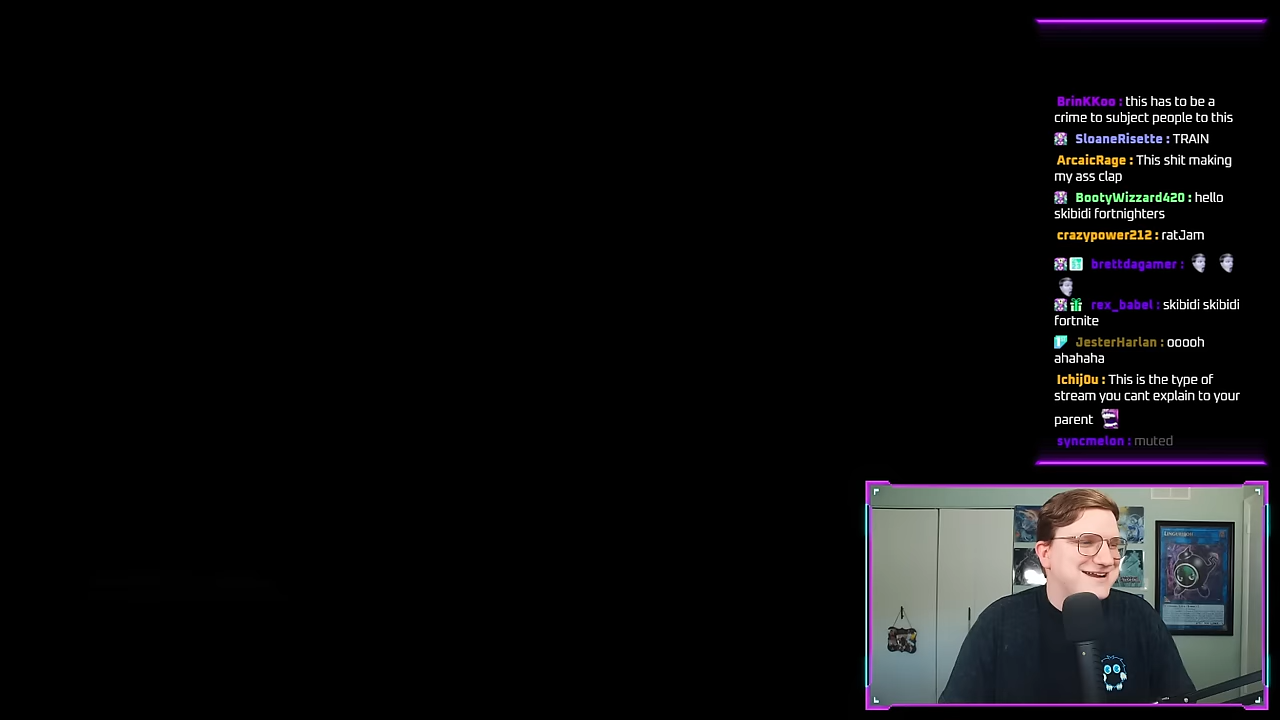 BrinKKoo : this has to be a
crime to subject people to this
SloaneRisette : TRAIN
ArcaicRage : This shit making
my ass clap
BootyWizzard420 : hello
skibidi fortnighters
crazypower212 : ratJam
brettdagamer :
rex_babel : skibidi skibidi
fortnite
JesterHarlan : ooooh
ahahaha
Ichij0u : This is the type of
stream you cant explain to your
parent
syncmelon : muted